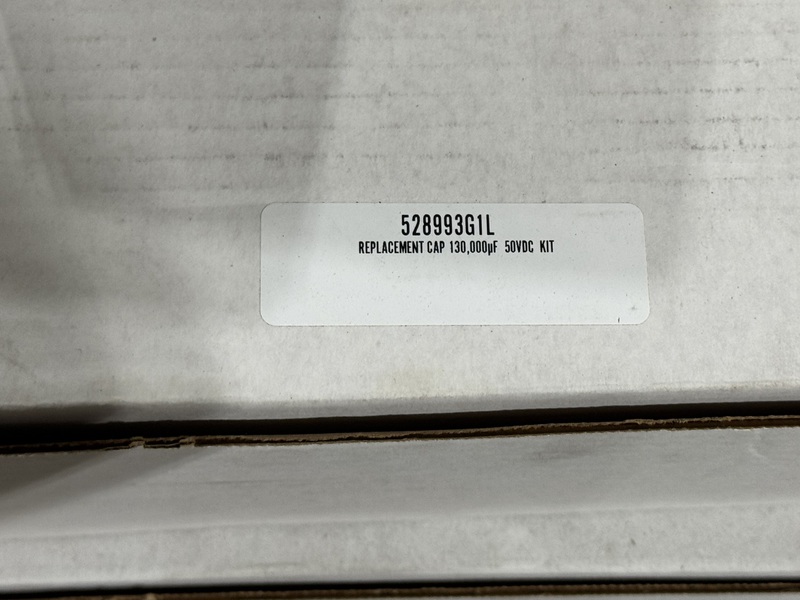 528993G1L
REPLACEMENT CAP 130,000µF 50VDC KIT